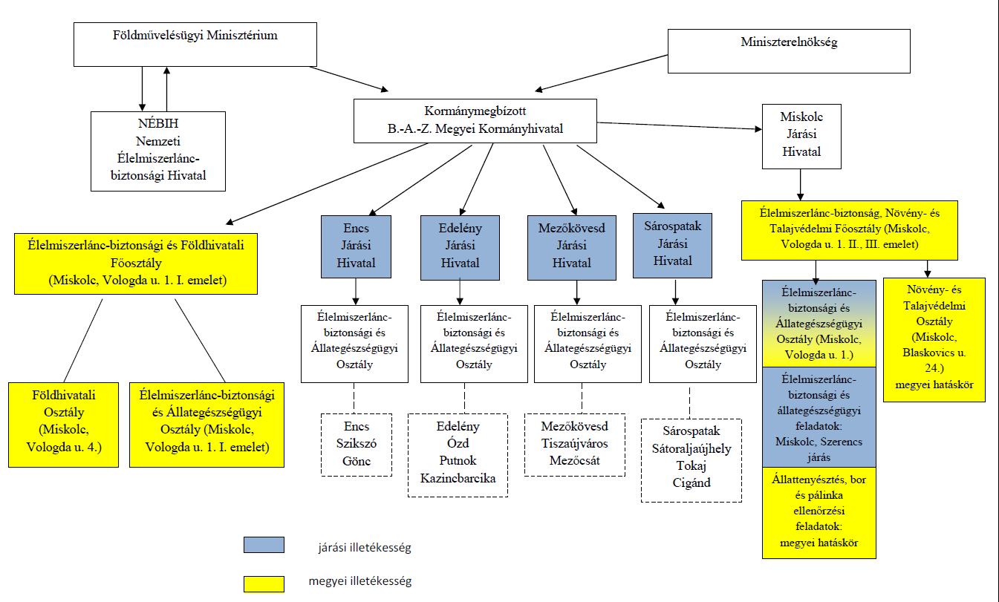 Földművelésügyi Minisztérium
Miniszterelnökség
NÉBIH
Nemzeti
Élelmiszerlánc-
biztonsági Hivatal
Kormánymegbízott
B.-A.-Z. Megyei Kormányhivatal
Miskolc
Járási
Hivatal
Élelmiszerlánc-biztonsági és Földhivatali
Főosztály
(Miskolc, Vologda u. 1. I. emelet)
Encs
Járási
Hivatal
Edelény
Járási
Hivatal
Mezőkövesd
Járási
Hivatal
Sárospatak
Járási
Hivatal
Élelmiszerlánc-biztonság, Növény- és
Talajvédelmi Főosztály (Miskolc,
Vologda u. 1. II., III. emelet)
Élelmiszerlánc-
biztonsági és
Állategészségügyi
Osztály
Élelmiszerlánc-
biztonsági és
Állategészségügyi
Osztály
Élelmiszerlánc-
biztonsági és
Állategészségügyi
Osztály
Élelmiszerlánc-
biztonsági és
Állategészségügyi
Osztály
Élelmiszerlánc-
biztonsági és
Állategészségügyi
Osztály (Miskolc,
Vologda u. 1.)
Növény- és
Talajvédelmi
Osztály
(Miskolc,
Blaskovics u.
24.)
megyei hatáskör
Földhivatali
Osztály
(Miskolc,
Vologda u. 4.)
Élelmiszerlánc-biztonsági
és Állategészségügyi
Osztály (Miskolc,
Vologda u. 1. I. emelet)
Encs
Szikszó
Gönc
Edelény
Ózd
Putnok
Kazincbarcika
Mezőkövesd
Tiszaújváros
Mezőcsát
Sárospatak
Sátoraljaújhely
Tokaj
Cigánd
Élelmiszerlánc-
biztonsági és
állategészségügyi
feladatok:
Miskolc, Szerencs
járás
Állattenyésztés, bor
és pálinka
ellenőrzési
feladatok:
megyei hatáskör
járási illetékesség
megyei illetékesség